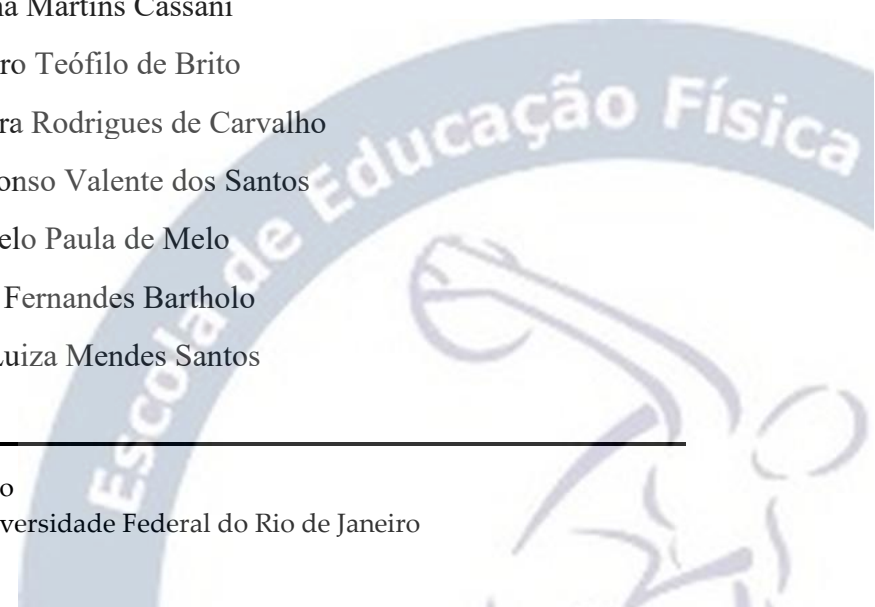 na Martins Cassani
ro Teófilo de Brito
ra Rodrigues de Carvalho
onso Valente dos Santos
elo Paula de Melo
Fernandes Bartholo
Luiza Mendes Santos
o
versidade Federal do Rio de Janeiro
Escola de Educação Física